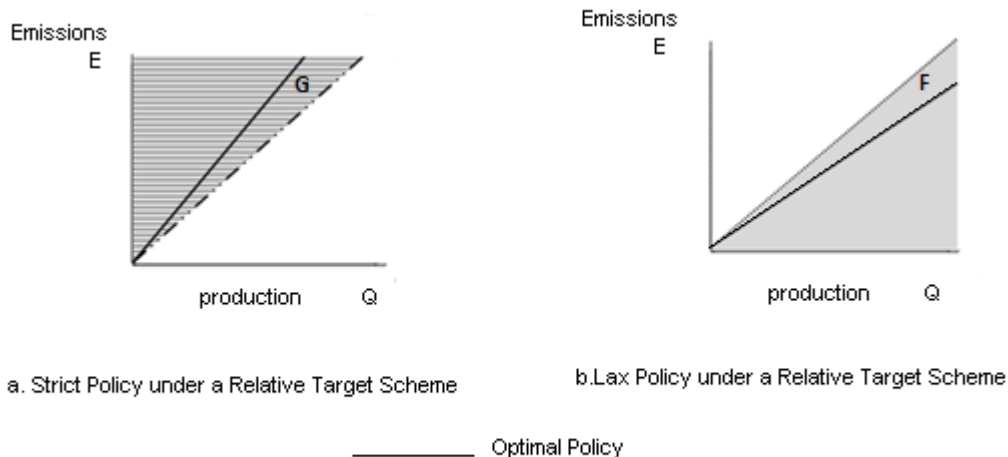 Emissions
E
G
production Q
a. Strict Policy under a Relative Target Scheme
Emissions
E
F
production Q
b.Lax Policy under a Relative Target Scheme
Optimal Policy